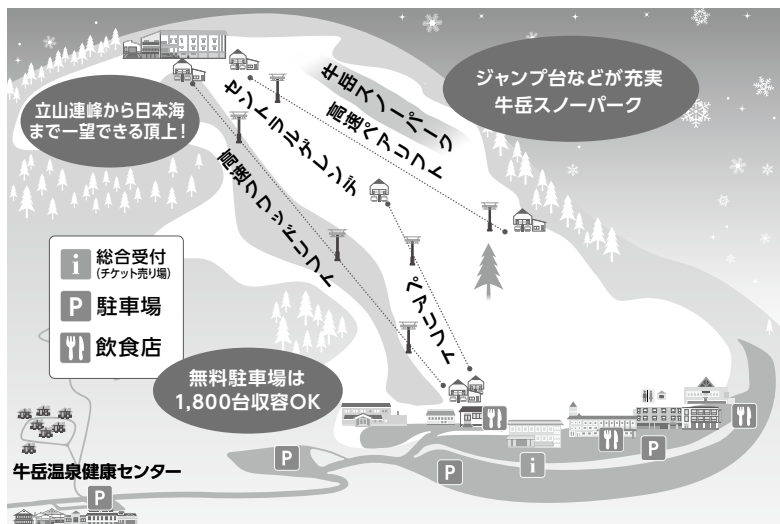 立山連峰から日本海
まで一望できる頂上！
セントラルゲレンデ
牛岳スノーパーク
高速ペアリフト
高速クワッドリフト
ペアリフト
ジャンプ台などが充実
牛岳スノーパーク
i 総合受付
(チケット売り場)
P 駐車場
飲食店
無料駐車場は
1,800台収容OK
牛岳温泉健康センター
P
P
P
P
i